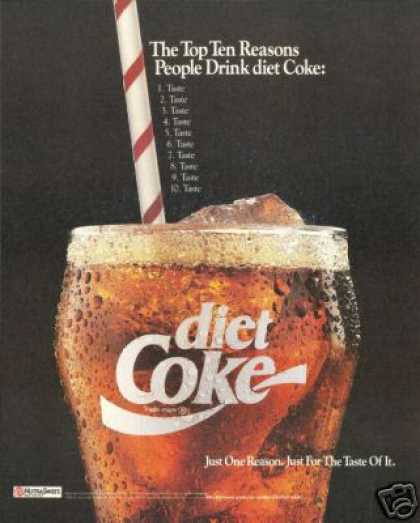 The Top Ten Reasons
People Drink diet Coke:
1. Taste
2. Taste
3. Taste
4. Taste
5. Taste
6. Taste
7. Taste
8. Taste
9. Taste
10. Taste
diet
Coke
Trade-mark ®
Just One Reason. Just For The Taste Of It.
NutraSweet